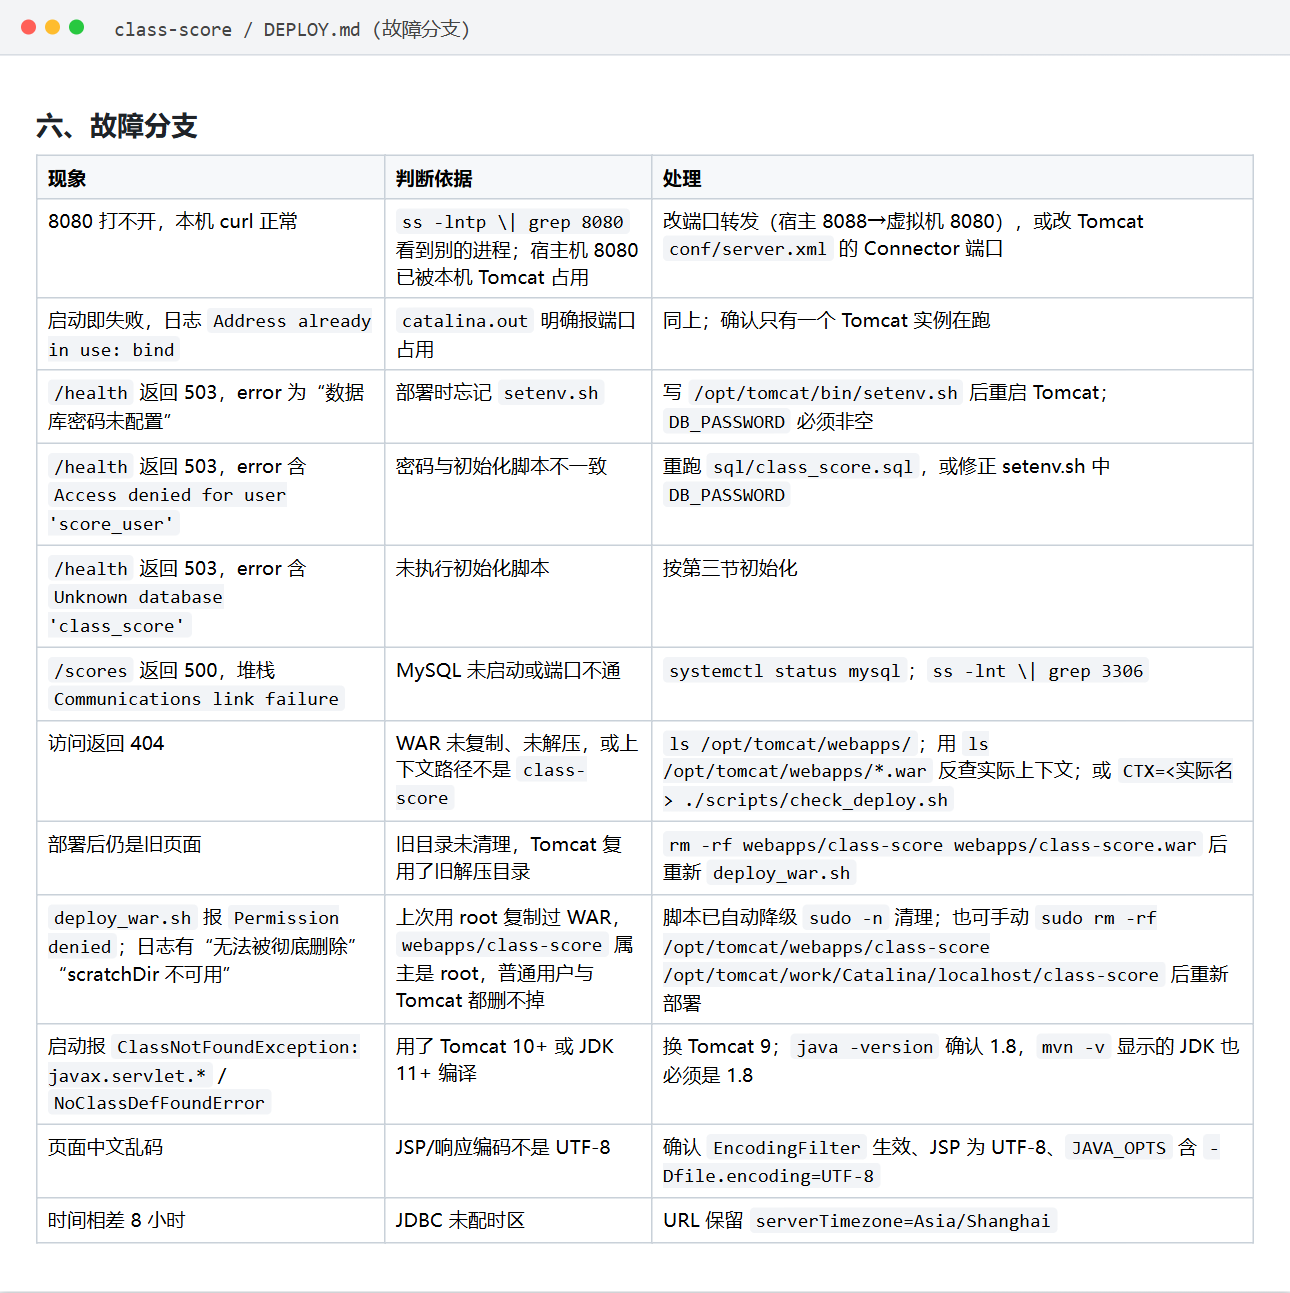 class-score / DEPLOY.md (故障分支)
六、故障分支
现象
判断依据
处理
8080 打不开，本机 curl 正常
ss -lntp \| grep 8080
看到别的进程；宿主机 8080
已被本机 Tomcat 占用
改端口转发（宿主 8088→虚拟机 8080），或改 Tomcat
conf/server.xml 的 Connector 端口
启动即失败，日志 Address already
in use: bind
catalina.out 明确报端口
占用
同上；确认只有一个 Tomcat 实例在跑
/health 返回 503，error 为“数据
库密码未配置”
部署时忘记 setenv.sh
写 /opt/tomcat/bin/setenv.sh 后重启 Tomcat；
DB_PASSWORD 必须非空
/health 返回 503，error 含
Access denied for user
'score_user'
密码与初始化脚本不一致
重跑 sql/class_score.sql，或修正 setenv.sh 中
DB_PASSWORD
/health 返回 503，error 含
Unknown database
'class_score'
未执行初始化脚本
按第三节初始化
/scores 返回 500，堆栈
Communications link failure
MySQL 未启动或端口不通
systemctl status mysql；ss -lnt \| grep 3306
访问返回 404
WAR 未复制、未解压，或上
下文路径不是 class-
score
ls /opt/tomcat/webapps/；用 ls
/opt/tomcat/webapps/*.war 反查实际上下文；或 CTX=<实际名
> ./scripts/check_deploy.sh
部署后仍是旧页面
旧目录未清理，Tomcat 复
用了旧解压目录
rm -rf webapps/class-score webapps/class-score.war 后
重新 deploy_war.sh
deploy_war.sh 报 Permission
denied；日志有“无法被彻底删除”
“scratchDir 不可用”
上次用 root 复制过 WAR，
webapps/class-score 属
主是 root，普通用户与
Tomcat 都删不掉
脚本已自动降级 sudo -n 清理；也可手动 sudo rm -rf
/opt/tomcat/webapps/class-score
/opt/tomcat/work/Catalina/localhost/class-score 后重新
部署
启动报 ClassNotFoundException:
javax.servlet.* /
NoClassDefFoundError
用了 Tomcat 10+ 或 JDK
11+ 编译
换 Tomcat 9；java -version 确认 1.8，mvn -v 显示的 JDK 也
必须是 1.8
页面中文乱码
JSP/响应编码不是 UTF-8
确认 EncodingFilter 生效、JSP 为 UTF-8、JAVA_OPTS 含 -
Dfile.encoding=UTF-8
时间相差 8 小时
JDBC 未配时区
URL 保留 serverTimezone=Asia/Shanghai